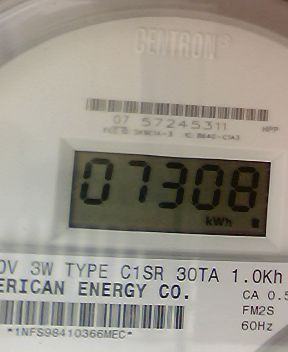 CENTRON®
07 57245311
07308
kWh
0V 3W TYPE C1SR 30TA 1.0Kh
ERICAN ENERGY CO.
CA 0.5
FM2S
60Hz
*1NFS98410366MEC*